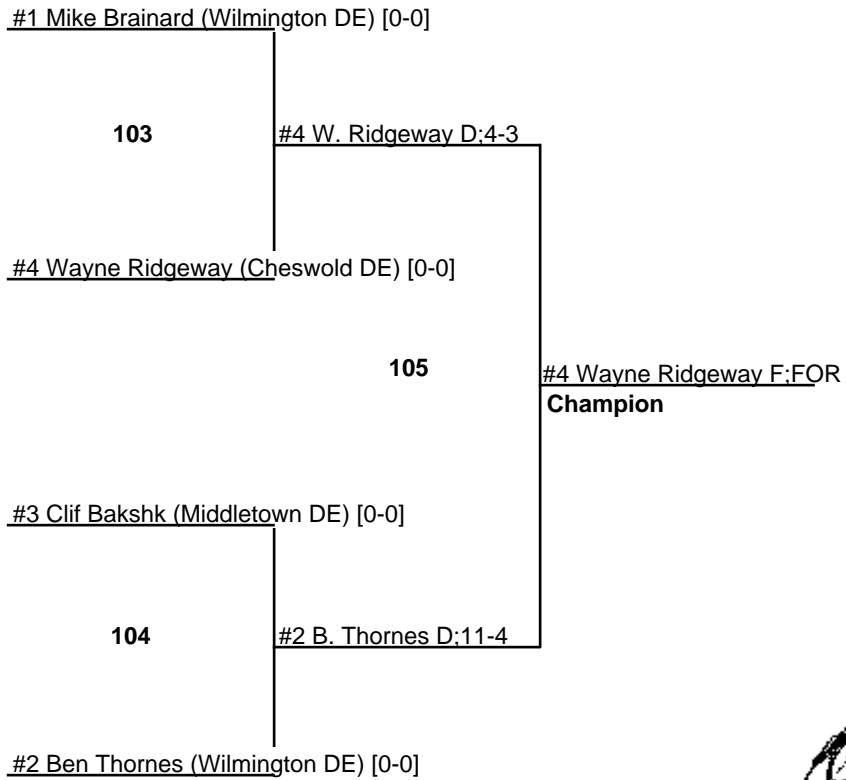 #1 Mike Brainard (Wilmington DE) [0-0]
103
#4 W. Ridgeway D;4-3
#4 Wayne Ridgeway (Cheswold DE) [0-0]
105
#4 Wayne Ridgeway F;FOR
Champion
#3 Clif Bakshk (Middletown DE) [0-0]
104
#2 B. Thornes D;11-4
#2 Ben Thornes (Wilmington DE) [0-0]